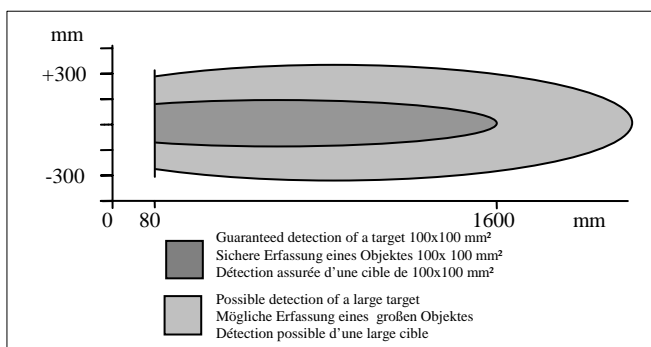 mm
+300
-300
0 80 1600 mm
Guaranteed detection of a target 100x100 mm²
Sichere Erfassung eines Objektes 100x 100 mm²
Détection assurée d’une cible de 100x100 mm²
Possible detection of a large target
Mögliche Erfassung eines großen Objektes
Détection possible d’une large cible